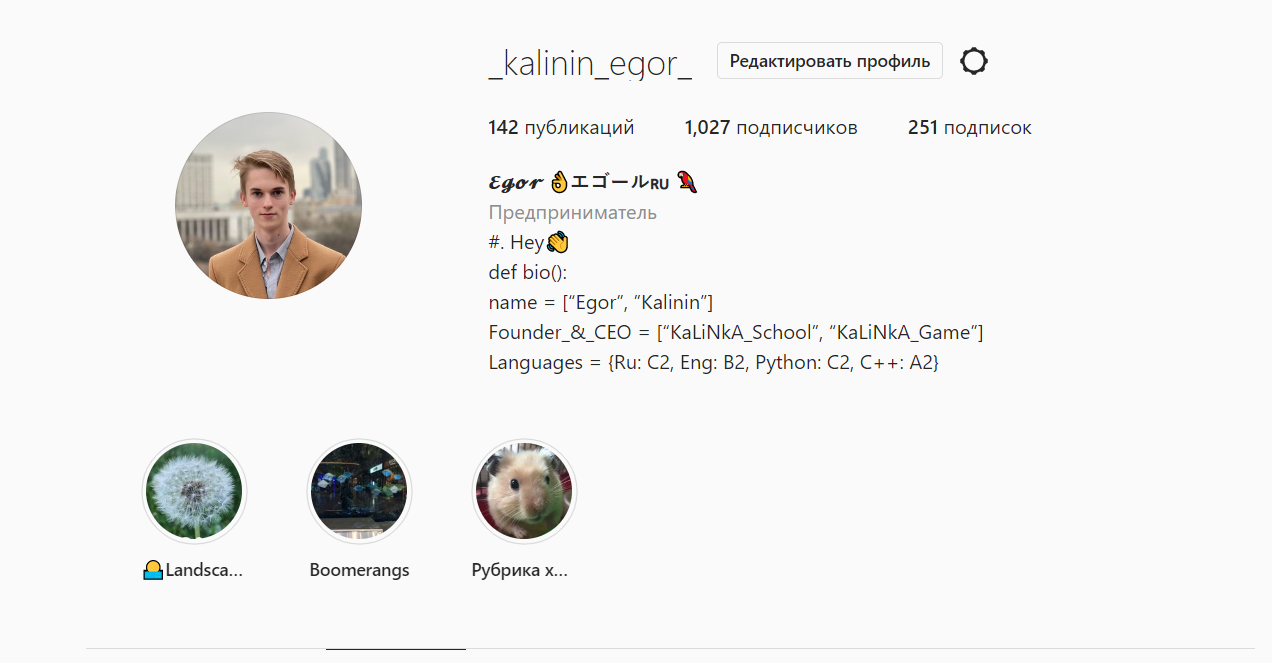 _kalinin_egor_ Редактировать профиль
142 публикаций 1,027 подписчиков 251 подписок
𝓔𝓰𝓸𝓻 👌エゴールRU 🦜
Предприниматель
#. Hey👋
def bio():
name = [“Egor”, ”Kalinin”]
Founder_&_CEO = [“KaLiNkA_School”, “KaLiNkA_Game”]
Languages = {Ru: C2, Eng: B2, Python: C2, C++: A2}
🌅Landsca... Boomerangs Рубрика х...